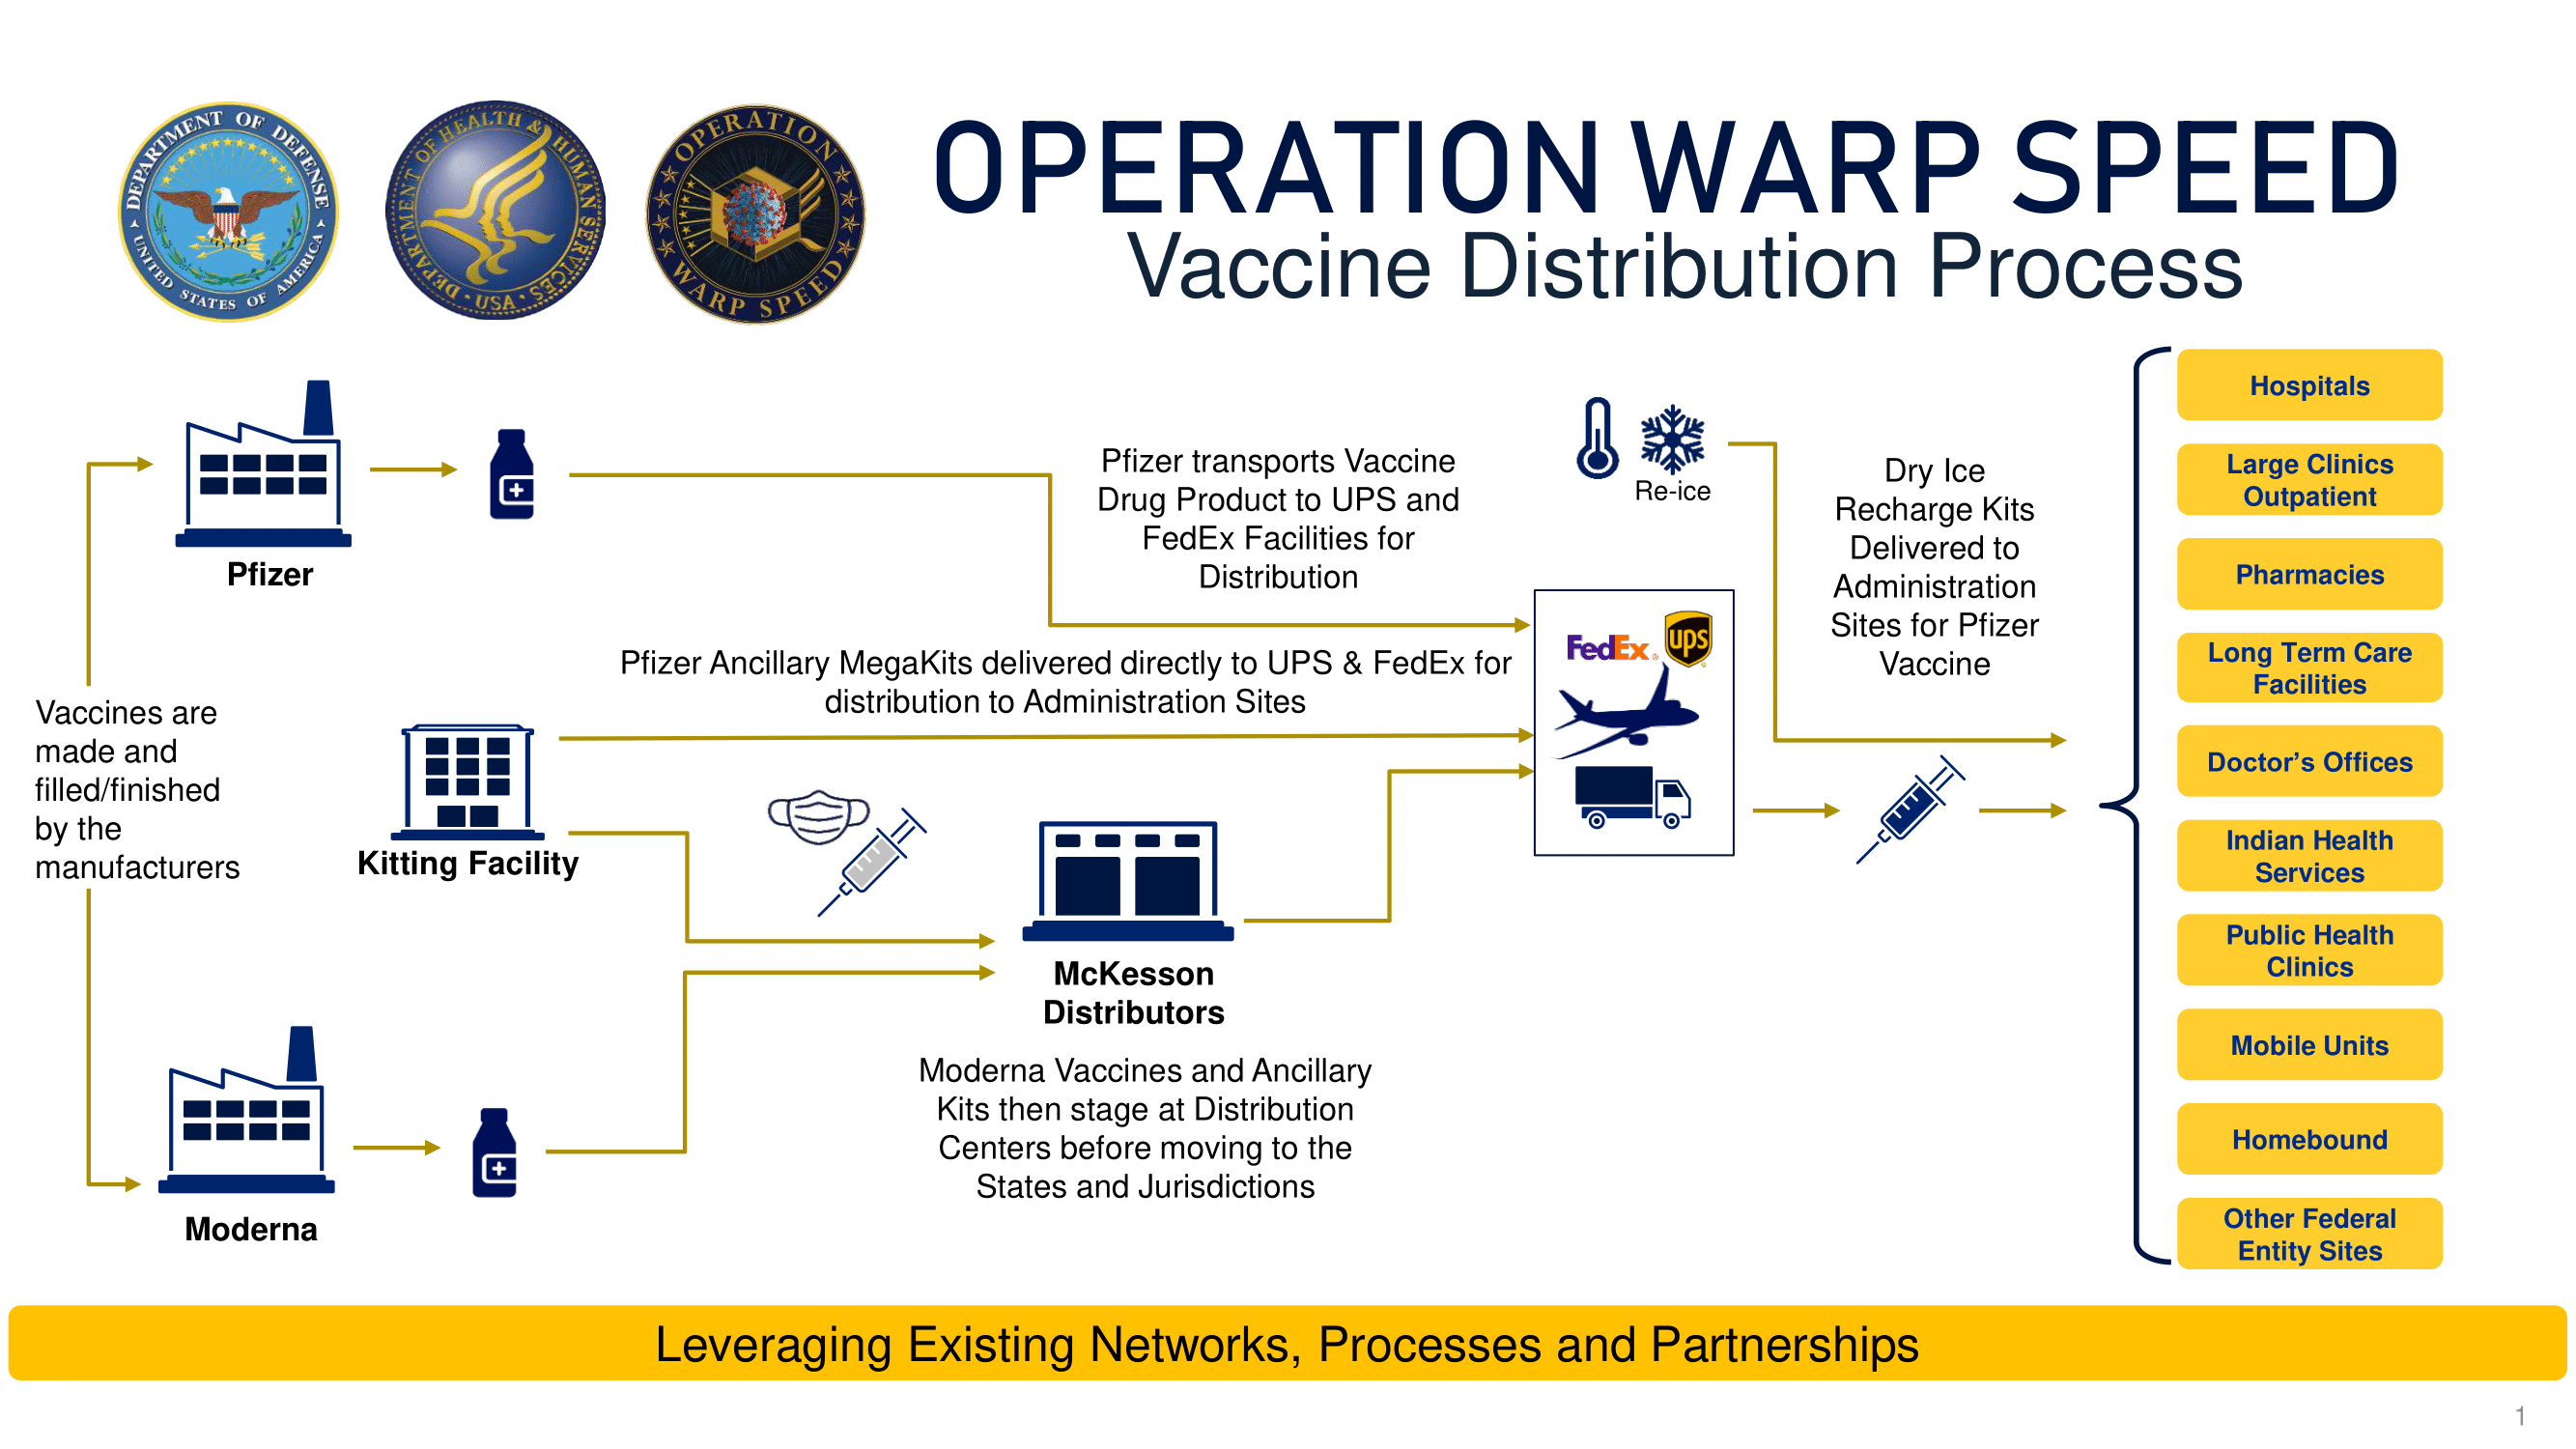 DEPARTMENT OF DEFENSE
UNITED STATES OF AMERICA
DEPARTMENT OF HEALTH & HUMAN SERVICES
· USA ·
OPERATION
WARP SPEED
OPERATION WARP SPEED
Vaccine Distribution Process
Vaccines are
made and
filled/finished
by the
manufacturers
Pfizer
Pfizer transports Vaccine
Drug Product to UPS and
FedEx Facilities for
Distribution
Re-ice
Dry Ice
Recharge Kits
Delivered to
Administration
Sites for Pfizer
Vaccine
Pfizer Ancillary MegaKits delivered directly to UPS & FedEx for
distribution to Administration Sites
FedEx®
ups
Kitting Facility
McKesson
Distributors
Moderna Vaccines and Ancillary
Kits then stage at Distribution
Centers before moving to the
States and Jurisdictions
Moderna
Hospitals
Large Clinics
Outpatient
Pharmacies
Long Term Care
Facilities
Doctor’s Offices
Indian Health
Services
Public Health
Clinics
Mobile Units
Homebound
Other Federal
Entity Sites
Leveraging Existing Networks, Processes and Partnerships
1